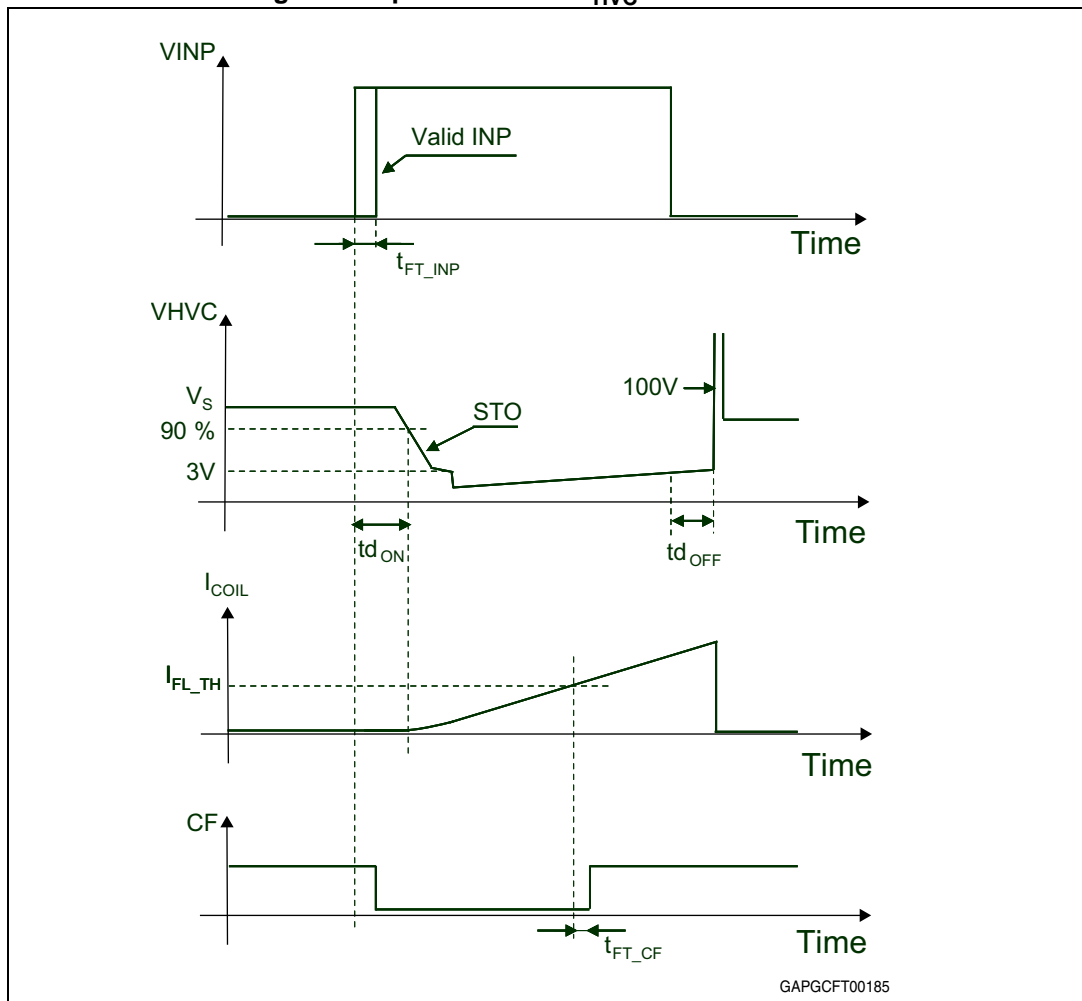 VINP
Valid INP
Time
tFT_INP
VHVC
VS
100V
90 %
STO
3V
Time
tdON
tdOFF
ICOIL
IFL_TH
Time
CF
Time
tFT_CF
GAPGCFT00185